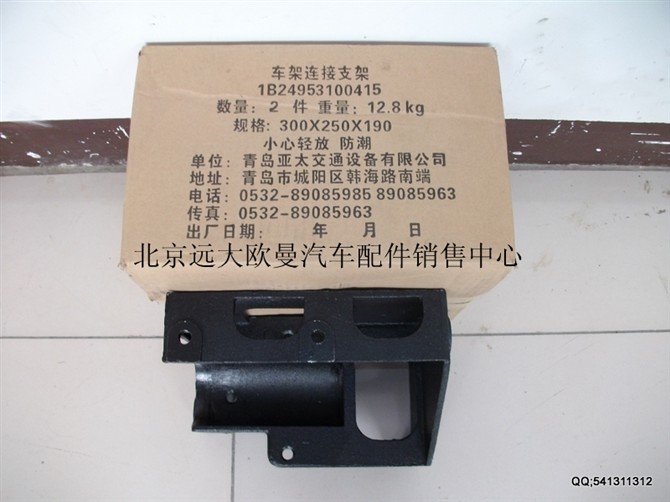 车架连接支架
1B24953100415
数量: 2 件 重量: 12.8kg
规格: 300X250X190
小心轻放 防潮
单位: 青岛亚太交通设备有限公司
地址: 青岛市城阳区韩海路南端
电话: 0532-89085985 89085963
传真: 0532-89085963
出厂日期: 年 月 日
北京远大欧曼汽车配件销售中心
QQ;541311312